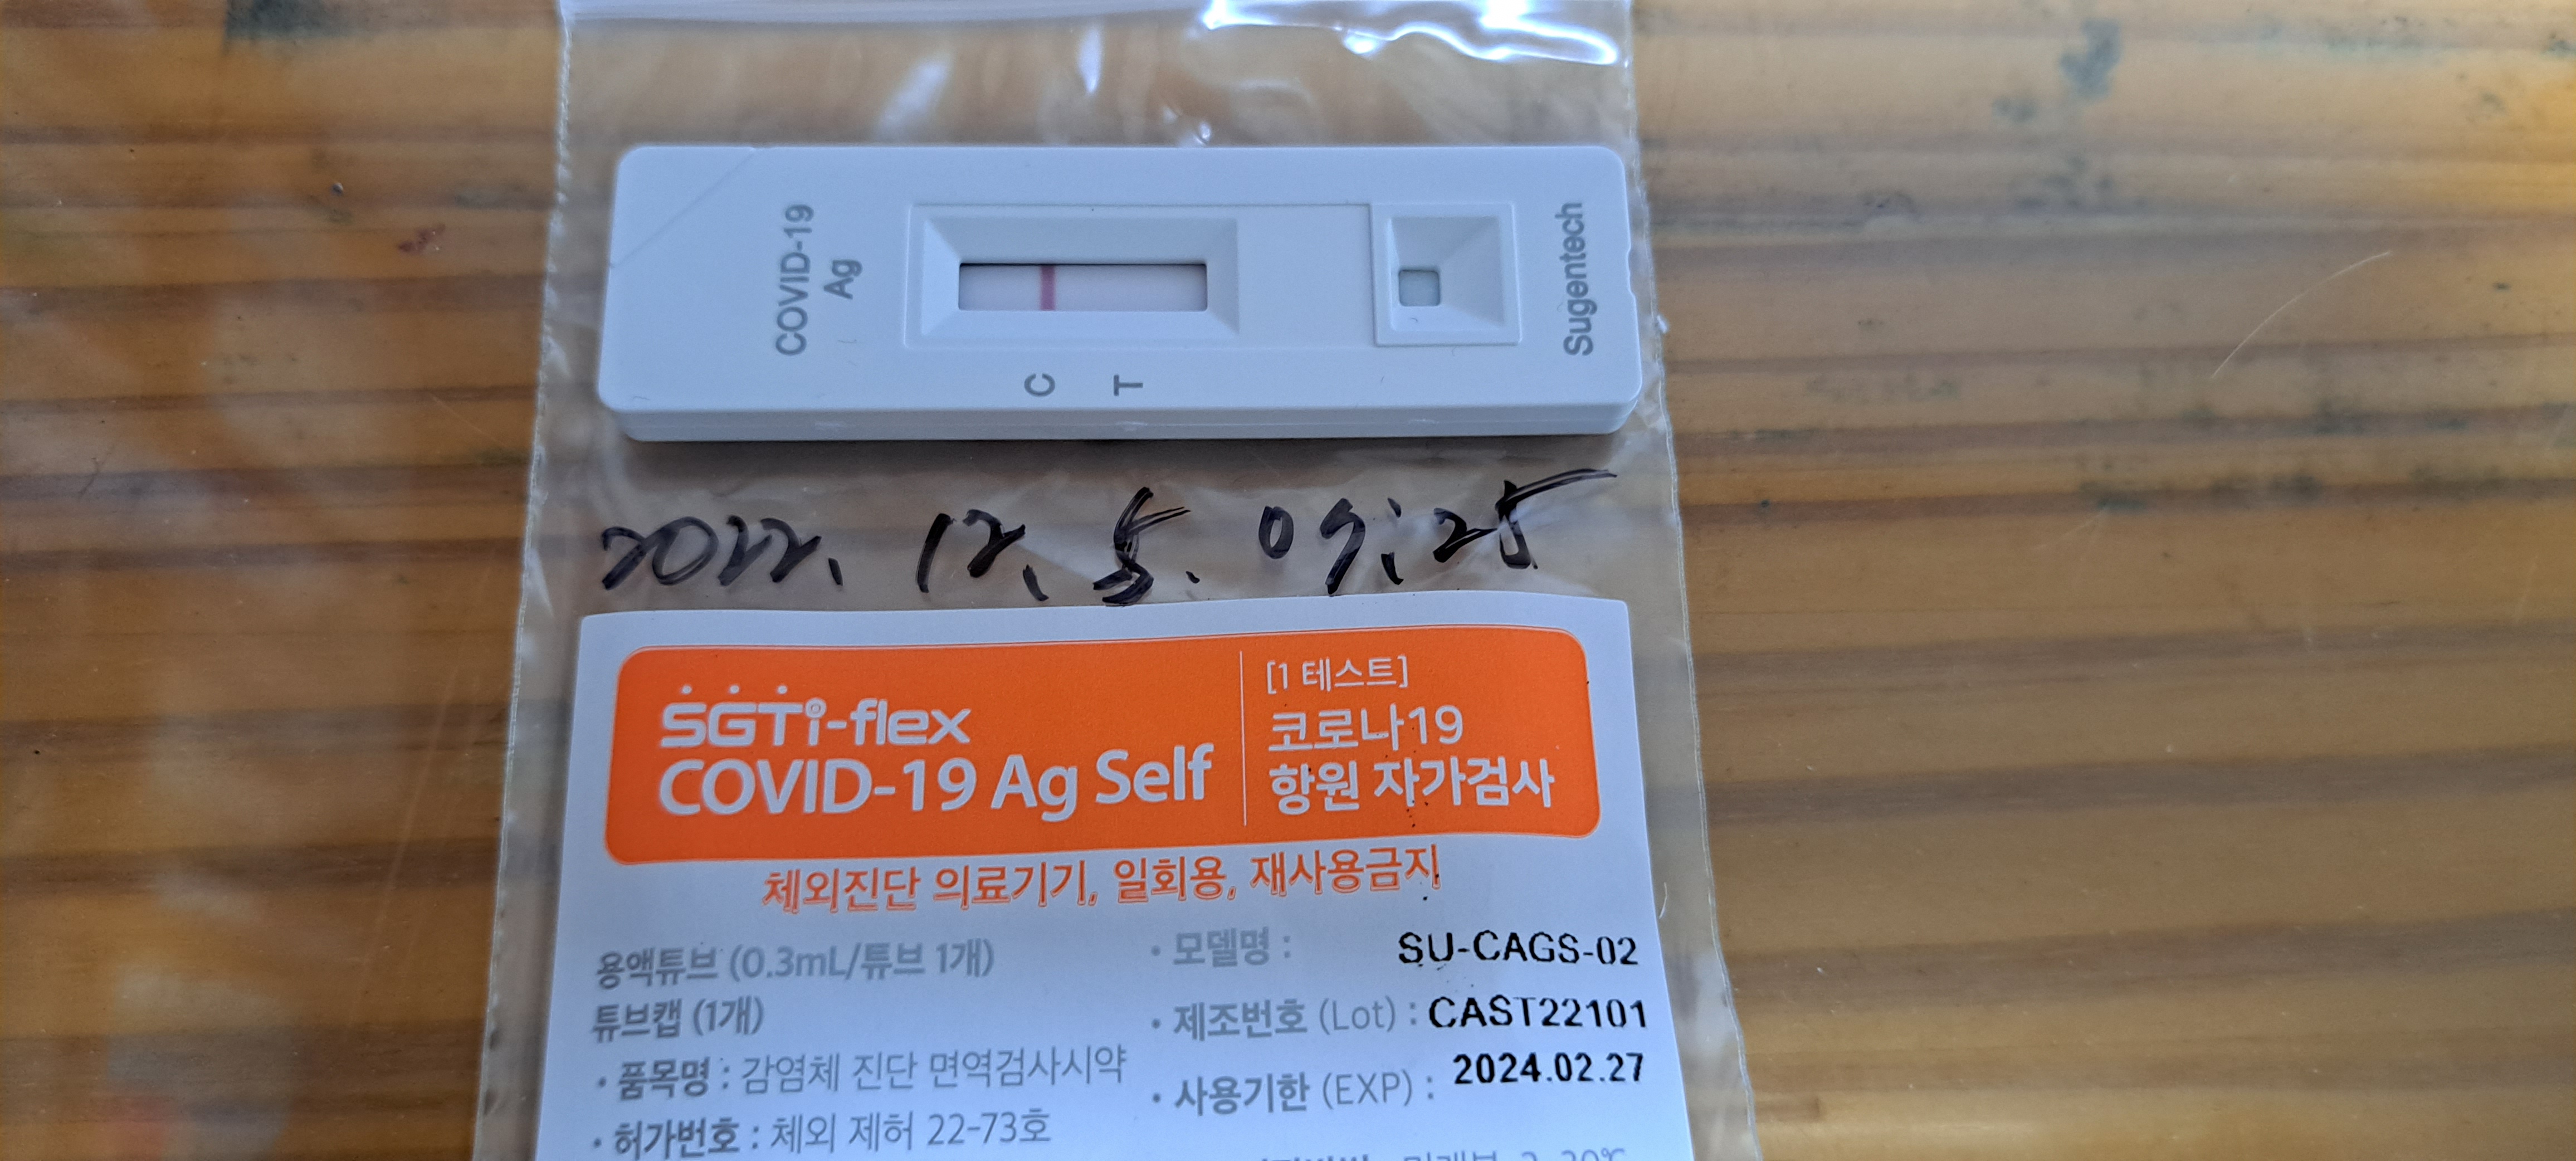 COVID-19
Ag
C
T
Sugentech
2022. 12. 5. 09:25
SGTi-flex
COVID-19 Ag Self
[1 테스트]
코로나19
항원 자가검사
체외진단 의료기기, 일회용, 재사용금지
용액튜브 (0.3mL/튜브 1개)
튜브캡 (1개)
· 품목명 : 감염체 진단 면역검사시약
· 허가번호 : 체외 제허 22-73호
· 모델명 : SU-CAGS-02
· 제조번호 (Lot) : CAST22101
· 사용기한 (EXP) : 2024.02.27